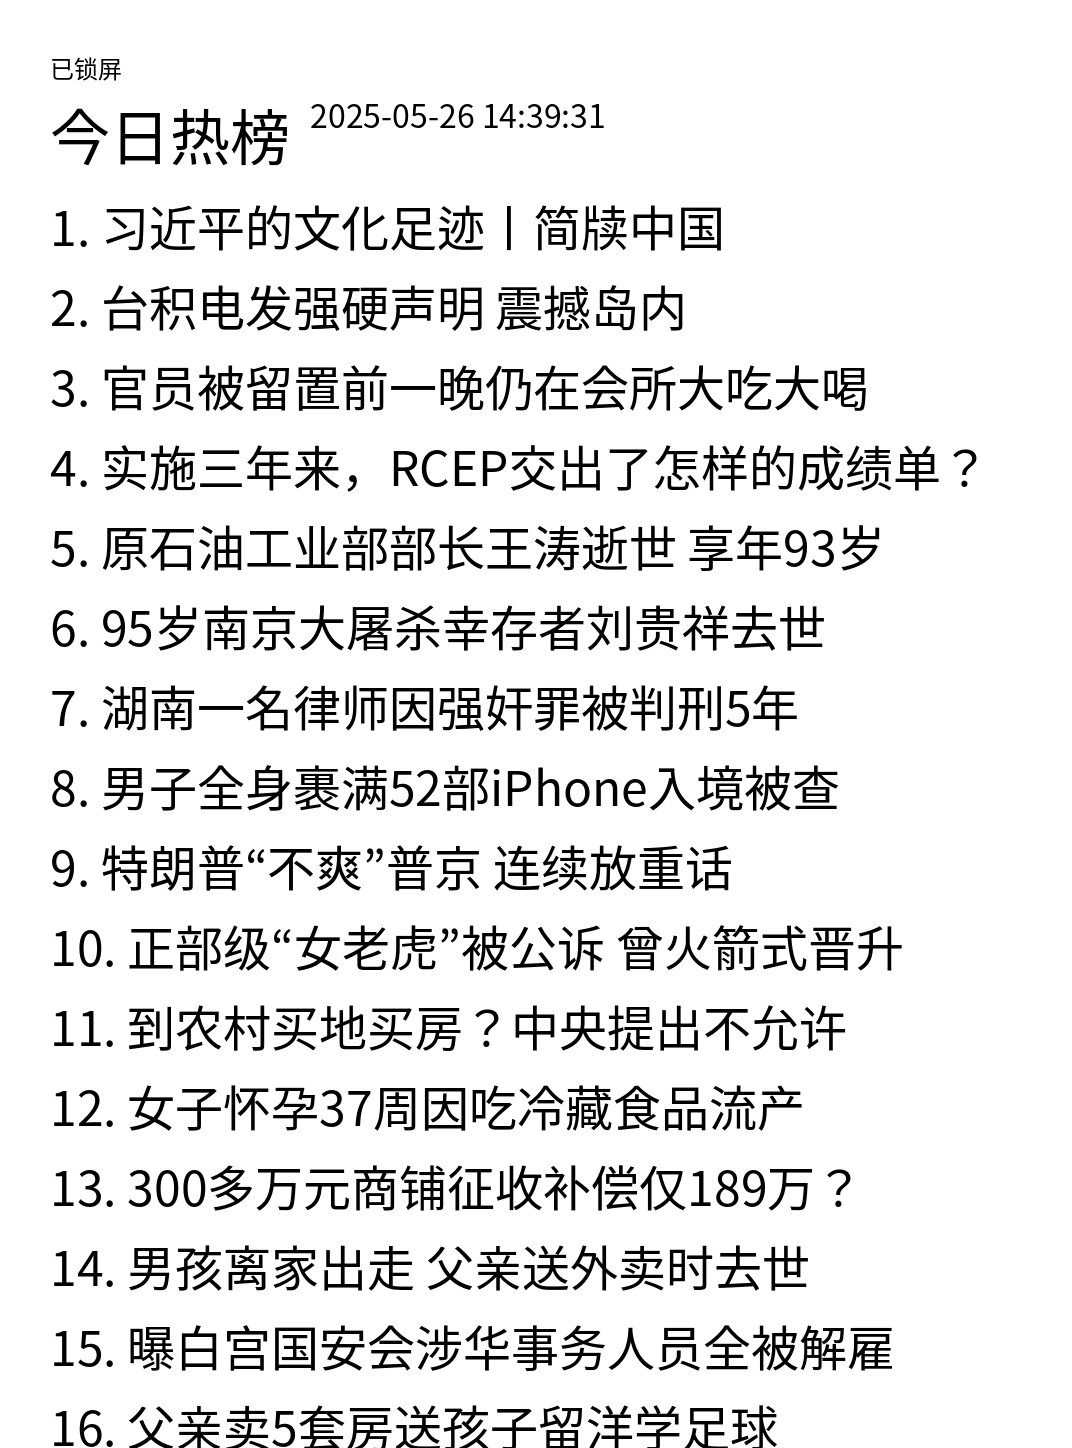 已锁屏
今日热榜 2025-05-26 14:39:31
1. 习近平的文化足迹丨简牍中国
2. 台积电发强硬声明 震撼岛内
3. 官员被留置前一晚仍在会所大吃大喝
4. 实施三年来，RCEP交出了怎样的成绩单？
5. 原石油工业部部长王涛逝世 享年93岁
6. 95岁南京大屠杀幸存者刘贵祥去世
7. 湖南一名律师因强奸罪被判刑5年
8. 男子全身裹满52部iPhone入境被查
9. 特朗普“不爽”普京 连续放重话
10. 正部级“女老虎”被公诉 曾火箭式晋升
11. 到农村买地买房？中央提出不允许
12. 女子怀孕37周因吃冷藏食品流产
13. 300多万元商铺征收补偿仅189万？
14. 男孩离家出走 父亲送外卖时去世
15. 曝白宫国安会涉华事务人员全被解雇
16. 父亲卖5套房送孩子留洋学足球